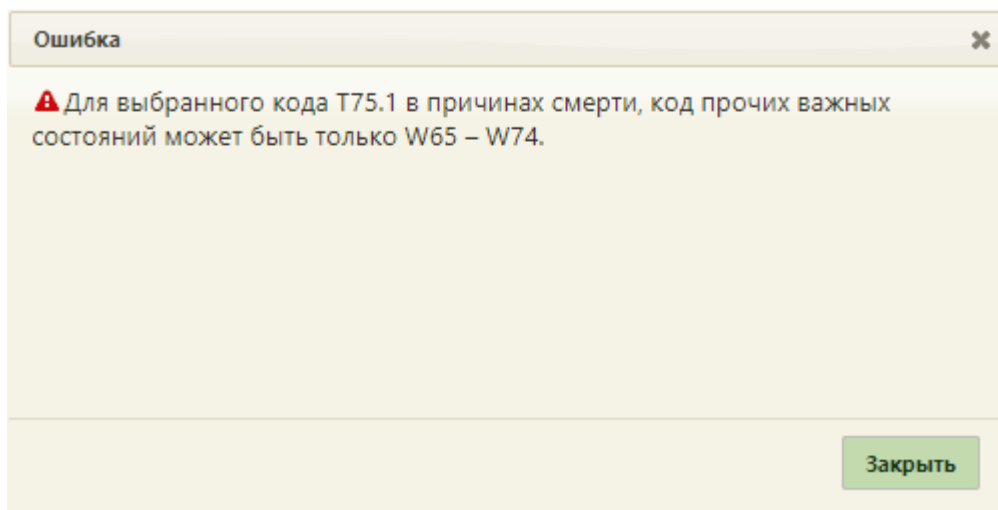 Ошибка
Для выбранного кода T75.1 в причинах смерти, код прочих важных
состояний может быть только W65 – W74.
Закрыть